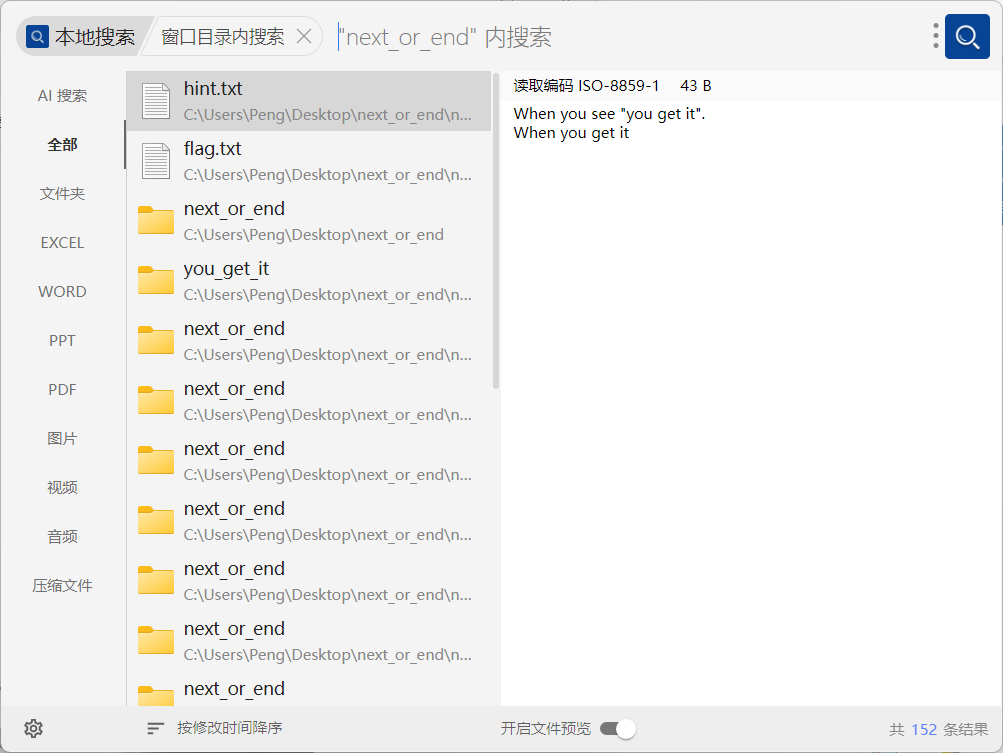 本地搜索
窗口目录内搜索
"next_or_end" 内搜索
AI 搜索
全部
文件夹
EXCEL
WORD
PPT
PDF
图片
视频
音频
压缩文件
hint.txt
C:\Users\Peng\Desktop\next_or_end\n...
flag.txt
C:\Users\Peng\Desktop\next_or_end\n...
next_or_end
C:\Users\Peng\Desktop\next_or_end
you_get_it
C:\Users\Peng\Desktop\next_or_end\n...
next_or_end
C:\Users\Peng\Desktop\next_or_end\n...
next_or_end
C:\Users\Peng\Desktop\next_or_end\n...
next_or_end
C:\Users\Peng\Desktop\next_or_end\n...
next_or_end
C:\Users\Peng\Desktop\next_or_end\n...
next_or_end
C:\Users\Peng\Desktop\next_or_end\n...
next_or_end
C:\Users\Peng\Desktop\next_or_end\n...
next_or_end
读取编码 ISO-8859-1 43 B
When you see "you get it".
When you get it
按修改时间降序
开启文件预览
共 152 条结果